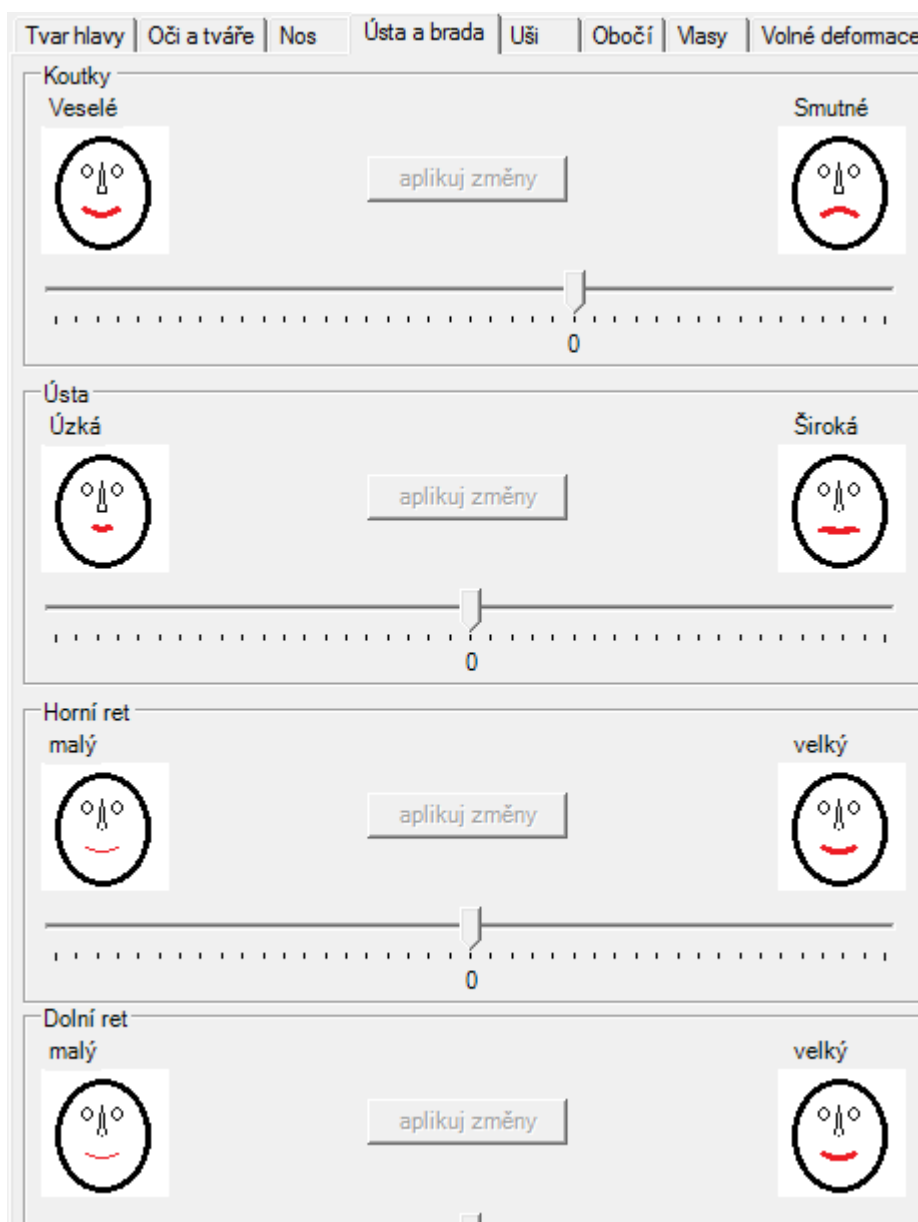 Tvar hlavy Oči a tváře Nos Ústa a brada Uši Obočí Vlasy Volné deformace
Koutky
Veselé Smutné
aplikuj změny
0
Ústa
Úzká Široká
aplikuj změny
0
Horní ret
malý velký
aplikuj změny
0
Dolní ret
malý velký
aplikuj změny